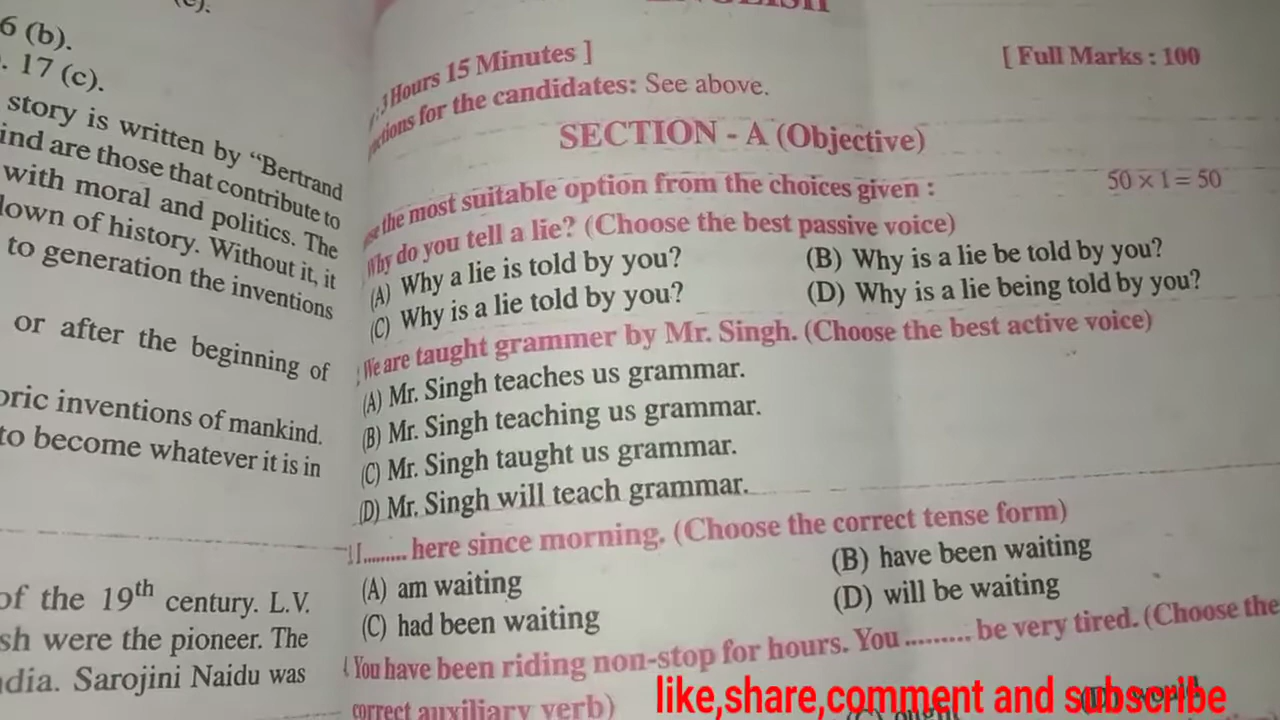 6 (b).
. 17 (c).
story is written by “Bertrand
ind are those that contribute to
with moral and politics. The
down of history. Without it, it
to generation the inventions
or after the beginning of
oric inventions of mankind.
to become whatever it is in
of the 19th century. L.V.
sh were the pioneer. The
ndia. Sarojini Naidu was
3 Hours 15 Minutes ]
[ Full Marks : 100
ctions for the candidates: See above.
SECTION - A (Objective)
the most suitable option from the choices given :
50 × 1 = 50
Why do you tell a lie? (Choose the best passive voice)
(A) Why a lie is told by you?
(B) Why is a lie be told by you?
(C) Why is a lie told by you?
(D) Why is a lie being told by you?
We are taught grammer by Mr. Singh. (Choose the best active voice)
(A) Mr. Singh teaches us grammar.
(B) Mr. Singh teaching us grammar.
(C) Mr. Singh taught us grammar.
(D) Mr. Singh will teach grammar.
I......... here since morning. (Choose the correct tense form)
(A) am waiting
(B) have been waiting
(C) had been waiting
(D) will be waiting
You have been riding non-stop for hours. You .......... be very tired. (Choose the
correct auxiliary verb)
like,share,comment and subscribe